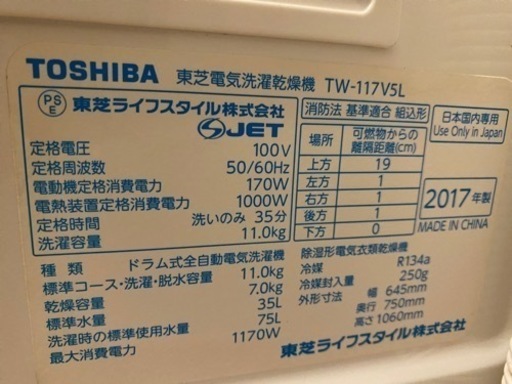 TOSHIBA 東芝電気洗濯乾燥機 TW-117V5L
PS
E
東芝ライフスタイル株式会社
JET
定格電圧 100V
定格周波数 50/60Hz
電動機定格消費電力 170W
電熱装置定格消費電力 1000W
定格時間 洗いのみ 35分
洗濯容量 11.0kg
消防法 基準適合 組込形
場所 可燃物からの離隔距離(cm)
上方 19
左方 1
右方 1
後方 1
下方 0
日本国内専用
Use Only in Japan
2017年製
MADE IN CHINA
種類 ドラム式全自動電気洗濯機
標準コース・洗濯・脱水容量 11.0kg
乾燥容量 7.0kg
標準水量 35L
洗濯時の標準使用水量 75L
最大消費電力 1170W
除湿形電気衣類乾燥機
冷媒 R134a
冷媒封入量 250g
外形寸法 幅 645mm
奥行 750mm
高さ 1060mm
東芝ライフスタイル株式会社